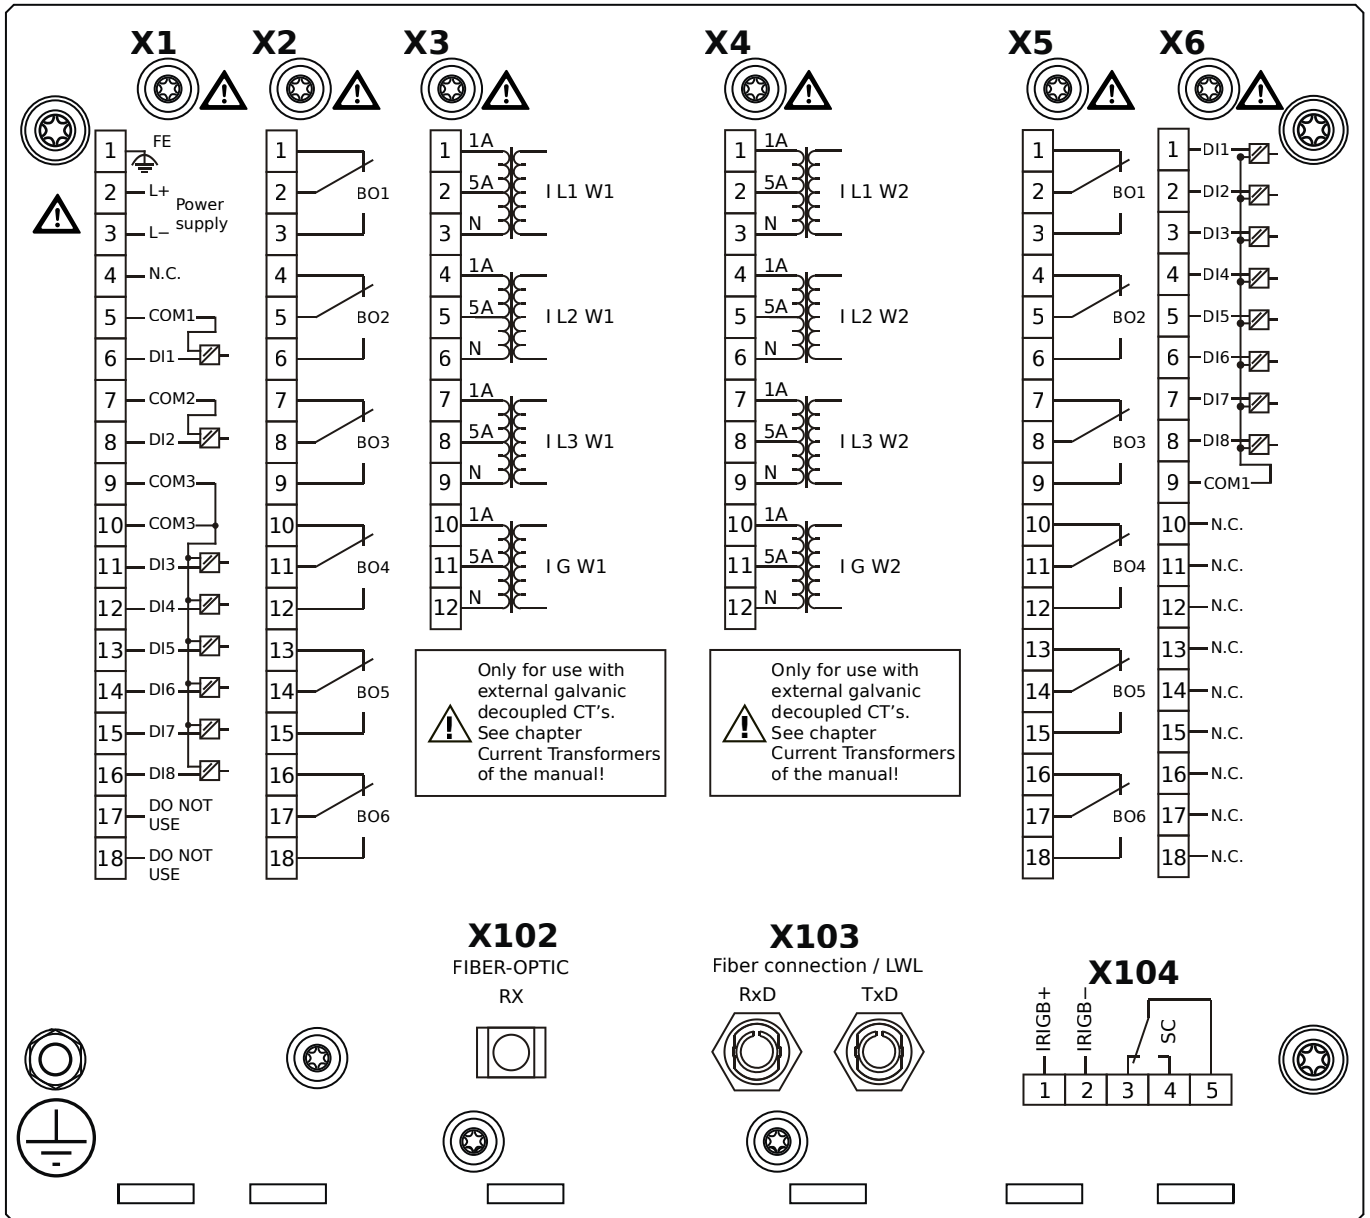 X1
X2
X3
X4
X5
X6
1 FE
2 L+
Power
supply
3 L−
4 N.C.
5 COM1
6 DI1
7 COM2
8 DI2
9 COM3
10 COM3
11 DI3
12 DI4
13 DI5
14 DI6
15 DI7
16 DI8
17 DO NOT
USE
18 DO NOT
USE
1
2 BO1
3
4
5 BO2
6
7
8 BO3
9
10
11 BO4
12
13
14 BO5
15
16
17 BO6
18
1 1A
2 5A I L1 W1
3 N
4 1A
5 5A I L2 W1
6 N
7 1A
8 5A I L3 W1
9 N
10 1A
11 5A I G W1
12 N
Only for use with
external galvanic
decoupled CT's.
See chapter
Current Transformers
of the manual!
1 1A
2 5A I L1 W2
3 N
4 1A
5 5A I L2 W2
6 N
7 1A
8 5A I L3 W2
9 N
10 1A
11 5A I G W2
12 N
Only for use with
external galvanic
decoupled CT's.
See chapter
Current Transformers
of the manual!
1
2 BO1
3
4
5 BO2
6
7
8 BO3
9
10
11 BO4
12
13
14 BO5
15
16
17 BO6
18
1 DI1
2 DI2
3 DI3
4 DI4
5 DI5
6 DI6
7 DI7
8 DI8
9 COM1
10 N.C.
11 N.C.
12 N.C.
13 N.C.
14 N.C.
15 N.C.
16 N.C.
17 N.C.
18 N.C.
X102
FIBER-OPTIC
RX
X103
Fiber connection / LWL
RxD TxD
X104
IRIGB+
IRIGB−
SC
1 2 3 4 5